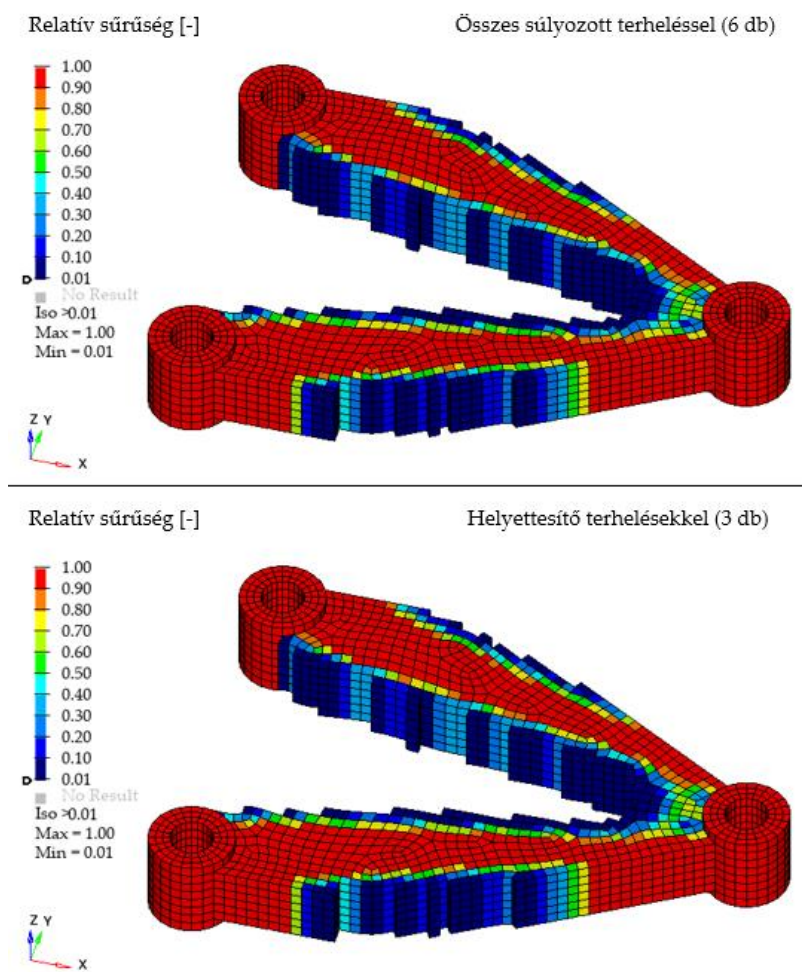 Relatív sűrűség [-]
Összes súlyozott terheléssel (6 db)
1.00
0.90
0.80
0.70
0.60
0.50
0.40
0.30
0.20
0.10
0.01
D
No Result
Iso >0.01
Max = 1.00
Min = 0.01
Z Y
X
Relatív sűrűség [-]
Helyettesítő terhelésekkel (3 db)
1.00
0.90
0.80
0.70
0.60
0.50
0.40
0.30
0.20
0.10
0.01
D
No Result
Iso >0.01
Max = 1.00
Min = 0.01
Z Y
X